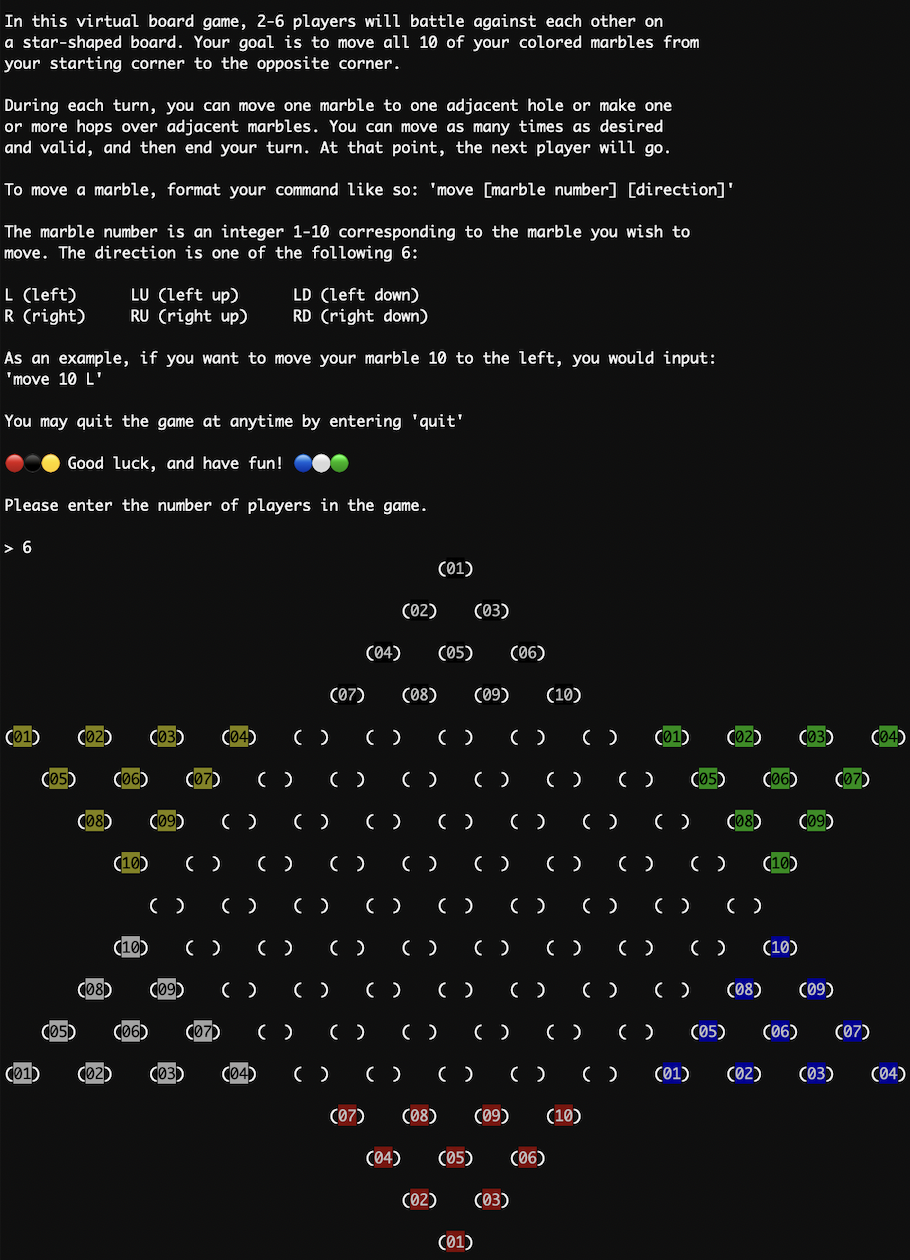 In this virtual board game, 2-6 players will battle against each other on
a star-shaped board. Your goal is to move all 10 of your colored marbles from
your starting corner to the opposite corner.
During each turn, you can move one marble to one adjacent hole or make one
or more hops over adjacent marbles. You can move as many times as desired
and valid, and then end your turn. At that point, the next player will go.
To move a marble, format your command like so: 'move [marble number] [direction]'
The marble number is an integer 1-10 corresponding to the marble you wish to
move. The direction is one of the following 6:
L (left)      LU (left up)      LD (left down)
R (right)     RU (right up)     RD (right down)
As an example, if you want to move your marble 10 to the left, you would input:
'move 10 L'
You may quit the game at anytime by entering 'quit'
🔴⚫🟡 Good luck, and have fun! 🔵⚪🟢
Please enter the number of players in the game.
> 6
(01)
(02) (03)
(04) (05) (06)
(07) (08) (09) (10)
(01) (02) (03) (04) ( ) ( ) ( ) ( ) ( ) (01) (02) (03) (04)
(05) (06) (07) ( ) ( ) ( ) ( ) ( ) ( ) (05) (06) (07)
(08) (09) ( ) ( ) ( ) ( ) ( ) ( ) ( ) (08) (09)
(10) ( ) ( ) ( ) ( ) ( ) ( ) ( ) ( ) (10)
( ) ( ) ( ) ( ) ( ) ( ) ( ) ( ) ( )
(10) ( ) ( ) ( ) ( ) ( ) ( ) ( ) ( ) (10)
(08) (09) ( ) ( ) ( ) ( ) ( ) ( ) ( ) (08) (09)
(05) (06) (07) ( ) ( ) ( ) ( ) ( ) ( ) (05) (06) (07)
(01) (02) (03) (04) ( ) ( ) ( ) ( ) ( ) (01) (02) (03) (04)
(07) (08) (09) (10)
(04) (05) (06)
(02) (03)
(01)